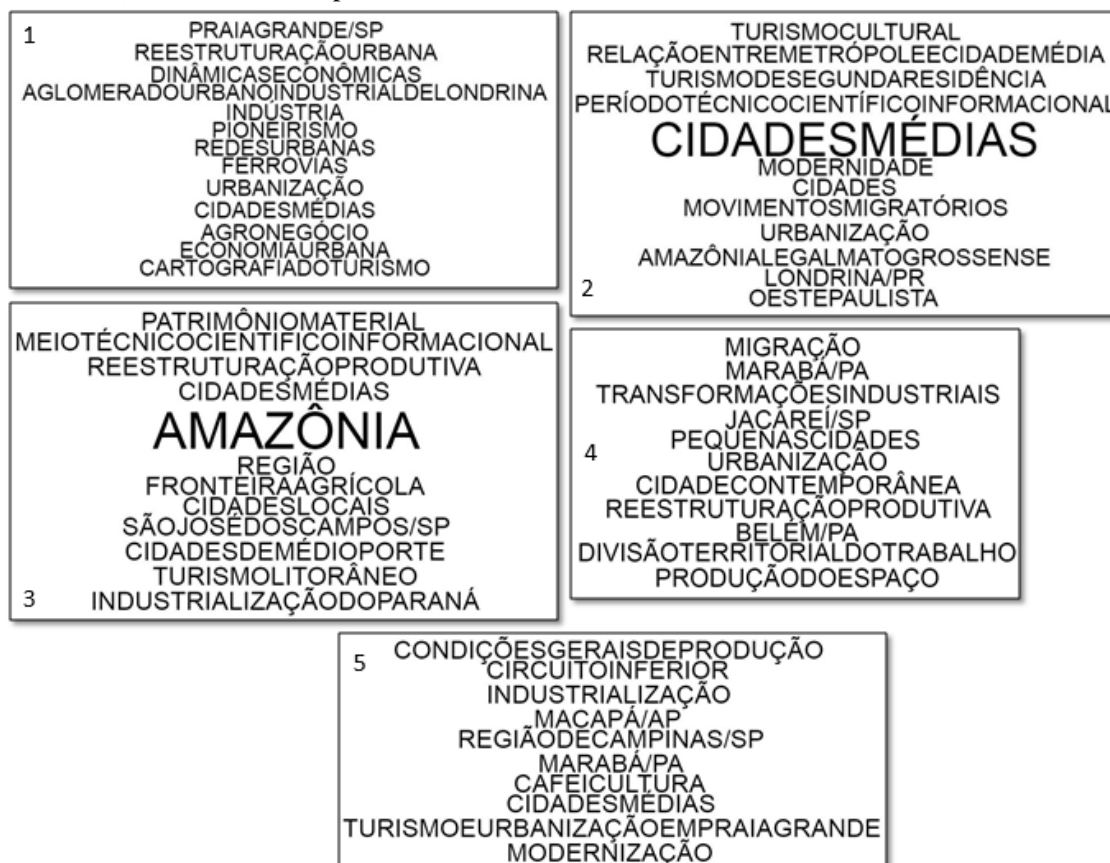 1
PRAIAGRANDE/SP
REESTRUTURAÇÃOURBANA
DINÂMICASECONÔMICAS
AGLOMERADOURBANOINDUSTRIALDELONDRINA
INDÚSTRIA
PIONEIRISMO
REDESURBANAS
FERROVIAS
URBANIZAÇÃO
CIDADESMÉDIAS
AGRONEGÓCIO
ECONOMIAURBANA
CARTOGRAFIADOTURISMO
TURISMOCULTURAL
RELAÇÃOENTREMETRÓPOLEECIDADEMÉDIA
TURISMODESEGUNDARESIDÊNCIA
PERÍODOTÉCNICOCIENTÍFICOINFORMACIONAL
CIDADESMÉDIAS
MODERNIDADE
CIDADES
MOVIMENTOSMIGRATÓRIOS
URBANIZAÇÃO
AMAZÔNIALEGALMATOGROSSENSE
LONDRINA/PR
2
OESTEPAULISTA
PATRIMÔNIOMATERIAL
MEIOTÉCNICOCIENTIFICOINFORMACIONAL
REESTRUTURAÇÃOPRODUTIVA
CIDADESMÉDIAS
AMAZÔNIA
REGIÃO
FRONTEIRAAGRÍCOLA
CIDADESLOCAIS
SÃOJOSÉDOSCAMPOS/SP
CIDADESDEMÉDIOPORTE
TURISMOLITORÂNEO
3
INDUSTRIALIZAÇÃODOPARANÁ
MIGRAÇÃO
MARABÁ/PA
TRANSFORMAÇÕESINDUSTRIAIS
JACAREÍ/SP
PEQUENASCIDADES
4
URBANIZAÇÃO
CIDADECONTEMPORÂNEA
REESTRUTURAÇÃOPRODUTIVA
BELÉM/PA
DIVISÃOTERRITORIALDOTRABALHO
PRODUÇÃODOESPAÇO
5
CONDIÇÕESGERAISDEPRODUÇÃO
CIRCUITOINFERIOR
INDUSTRIALIZAÇÃO
MACAPÁ/AP
REGIÃODECAMPINAS/SP
MARABÁ/PA
CAFEICULTURA
CIDADESMÉDIAS
TURISMOEURBANIZAÇÃOEMPRAIAGRANDE
MODERNIZAÇÃO